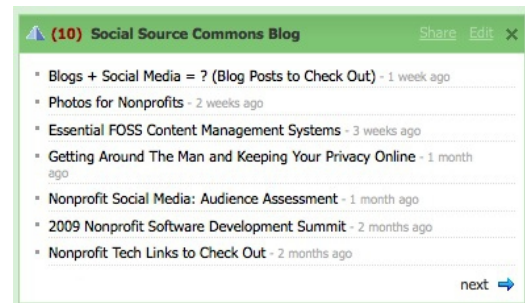 (10) Social Source Commons Blog Share Edit
Blogs + Social Media = ? (Blog Posts to Check Out) - 1 week ago
Photos for Nonprofits - 2 weeks ago
Essential FOSS Content Management Systems - 3 weeks ago
Getting Around The Man and Keeping Your Privacy Online - 1 month
ago
Nonprofit Social Media: Audience Assessment - 1 month ago
2009 Nonprofit Software Development Summit - 2 months ago
Nonprofit Tech Links to Check Out - 2 months ago
next